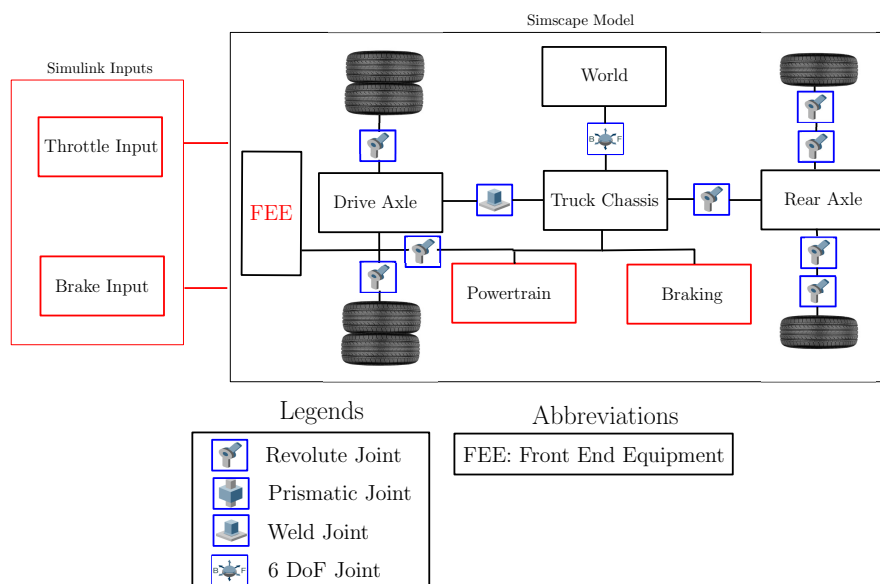 Simscape Model
Simulink Inputs
World
Throttle Input
B F
FEE
Drive Axle
Truck Chassis
Rear Axle
Brake Input
Powertrain
Braking
Legends
Revolute Joint
Prismatic Joint
Weld Joint
B F
6 DoF Joint
Abbreviations
FEE: Front End Equipment